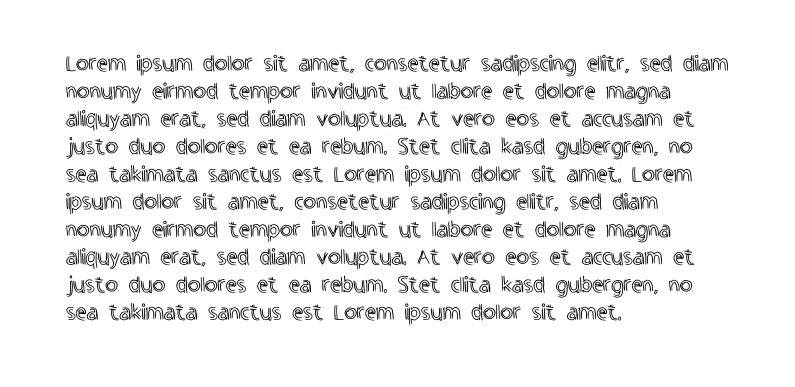 Lorem ipsum dolor sit amet, consetetur sadipscing elitr, sed diam
nonumy eirmod tempor invidunt ut labore et dolore magna
aliquyam erat, sed diam voluptua. At vero eos et accusam et
justo duo dolores et ea rebum. Stet clita kasd gubergren, no
sea takimata sanctus est Lorem ipsum dolor sit amet. Lorem
ipsum dolor sit amet, consetetur sadipscing elitr, sed diam
nonumy eirmod tempor invidunt ut labore et dolore magna
aliquyam erat, sed diam voluptua. At vero eos et accusam et
justo duo dolores et ea rebum. Stet clita kasd gubergren, no
sea takimata sanctus est Lorem ipsum dolor sit amet.